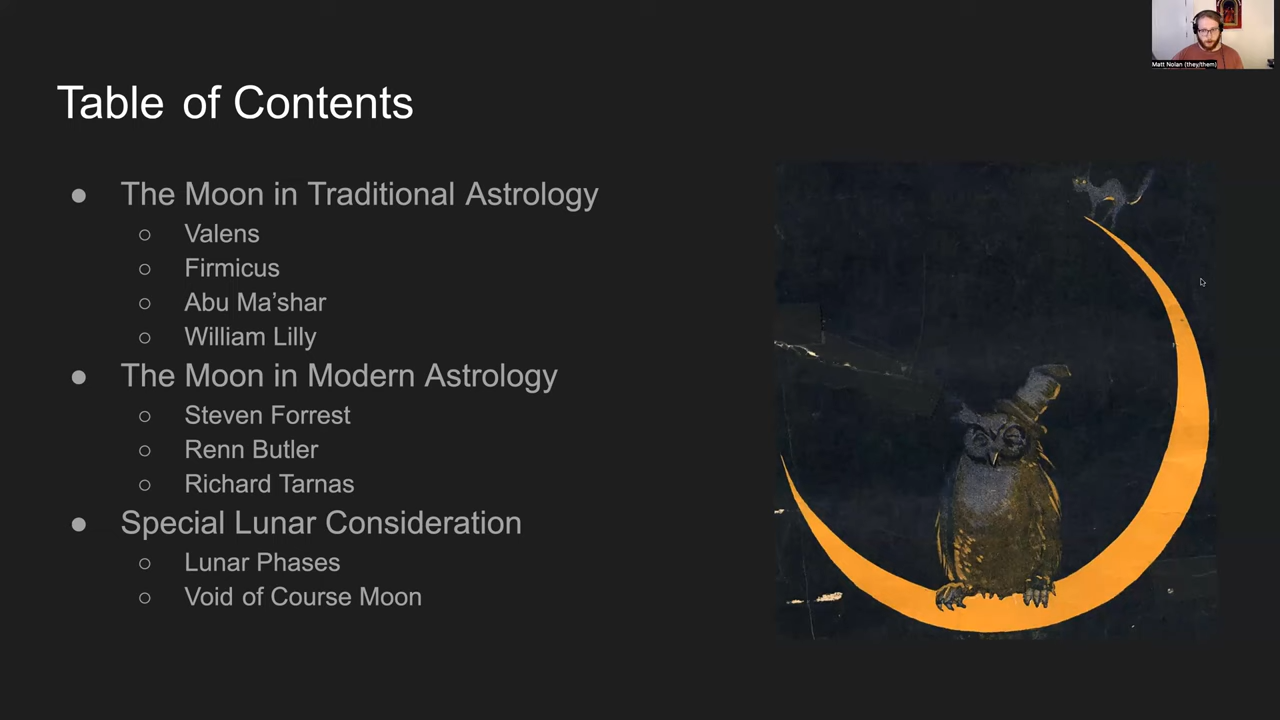 Matt Nolan (they/them)
Table of Contents
● The Moon in Traditional Astrology
○ Valens
○ Firmicus
○ Abu Ma’shar
○ William Lilly
● The Moon in Modern Astrology
○ Steven Forrest
○ Renn Butler
○ Richard Tarnas
● Special Lunar Consideration
○ Lunar Phases
○ Void of Course Moon